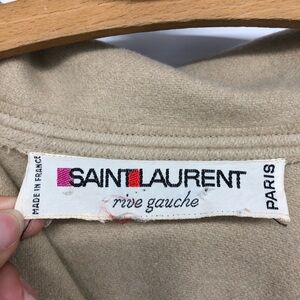 MADE IN FRANCE
SAINT LAURENT
rive gauche
PARIS